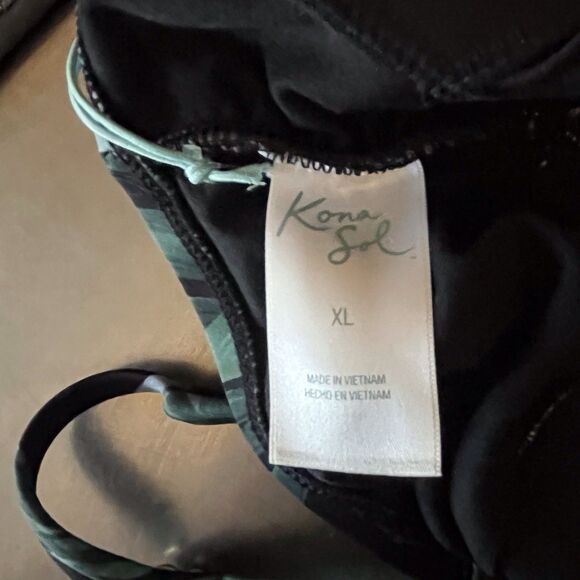 Kona
Sol
XL
MADE IN VIETNAM
HECHO EN VIETNAM